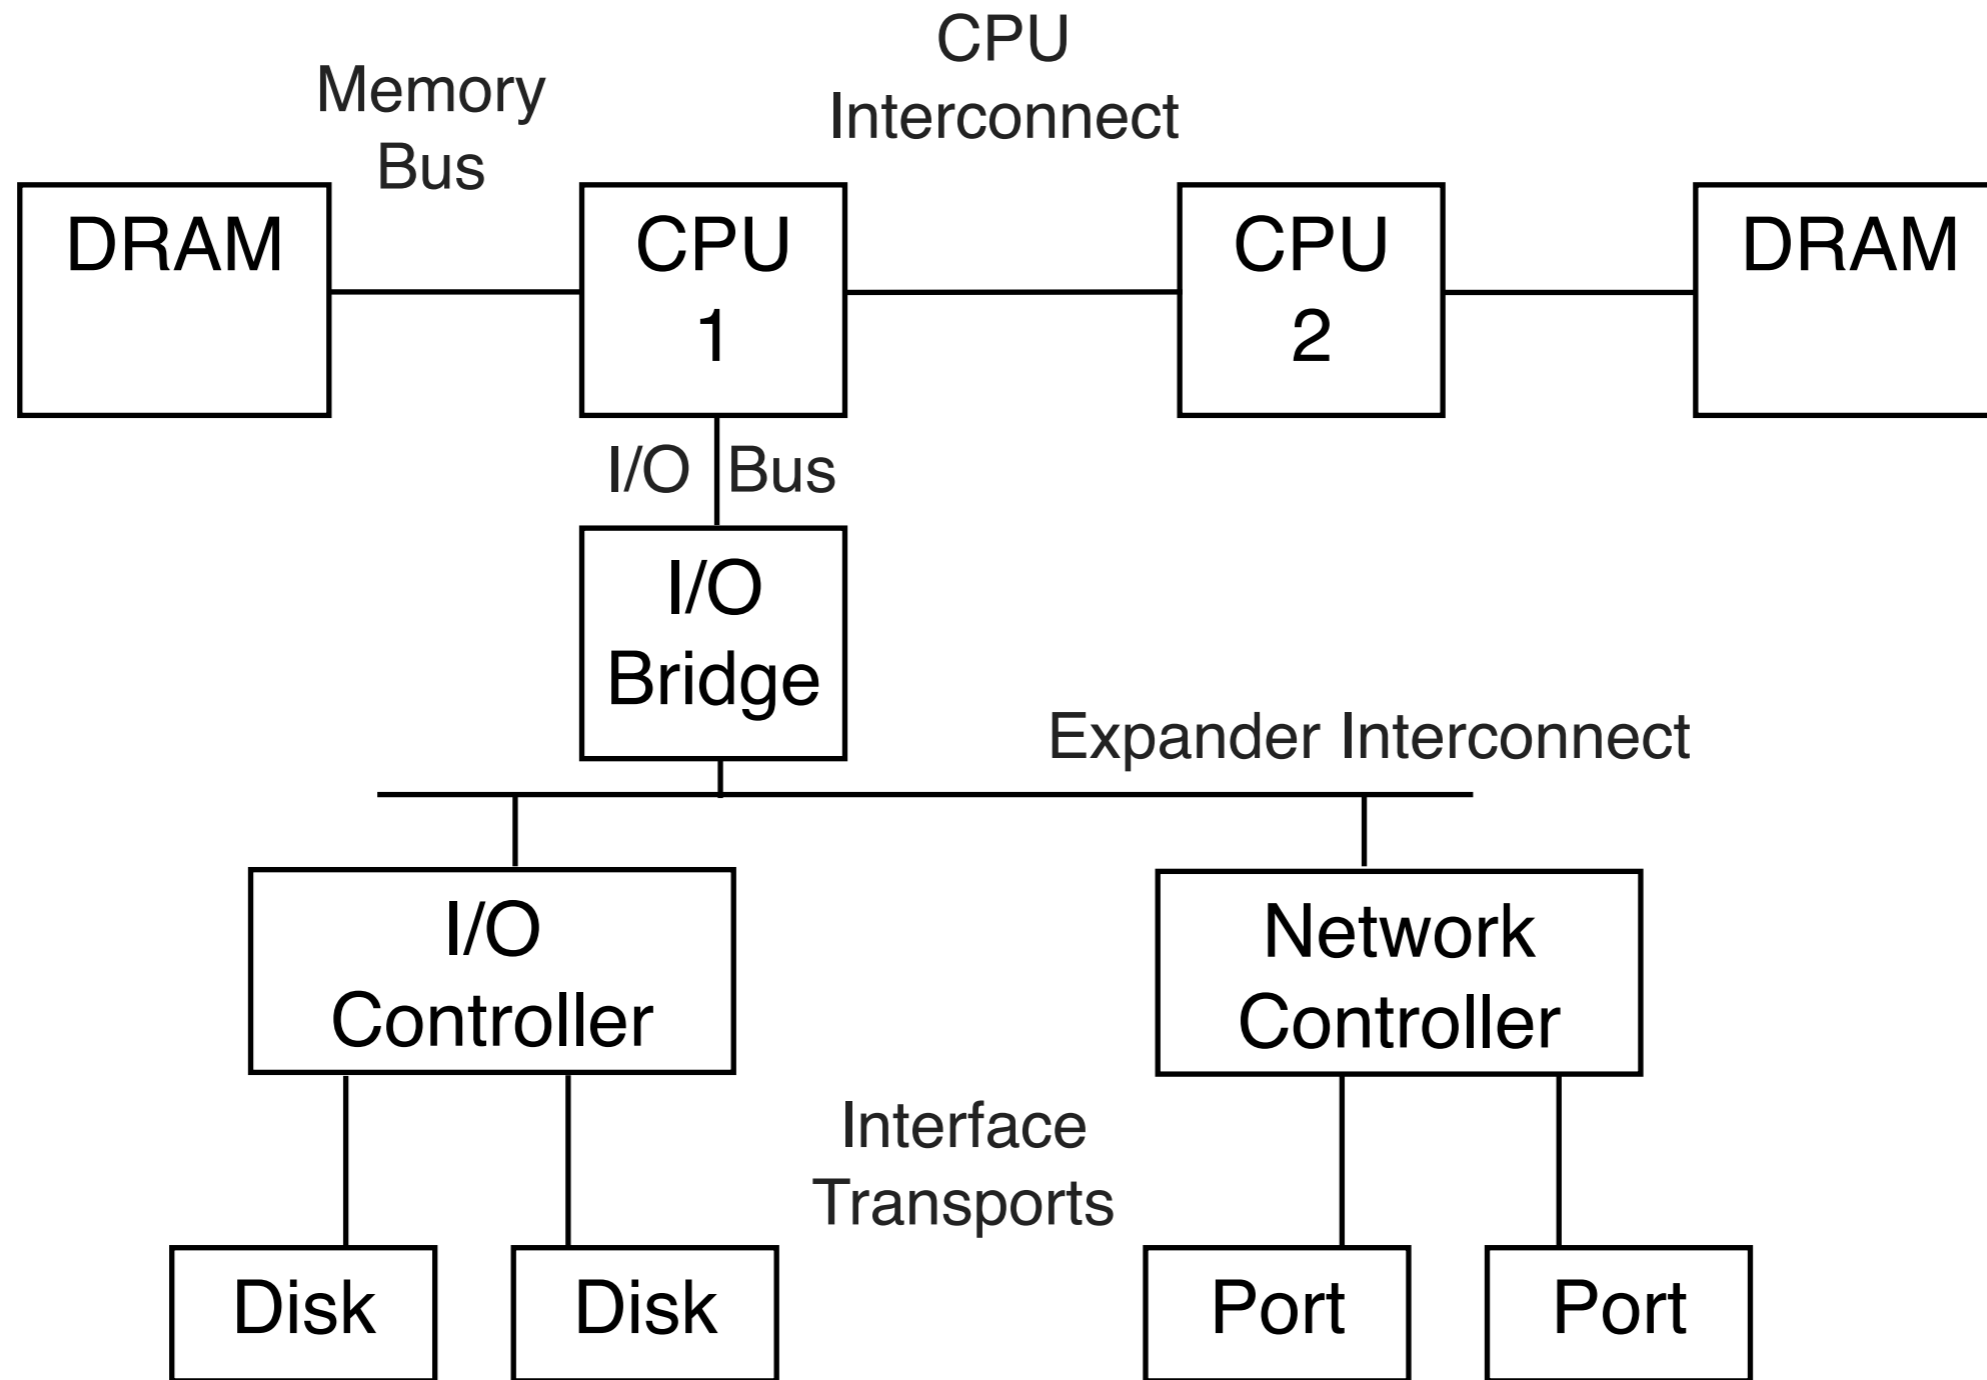 CPU
Interconnect
Memory
Bus
DRAM
CPU
1
CPU
2
DRAM
I/O Bus
I/O
Bridge
Expander Interconnect
I/O
Controller
Network
Controller
Interface
Transports
Disk
Disk
Port
Port